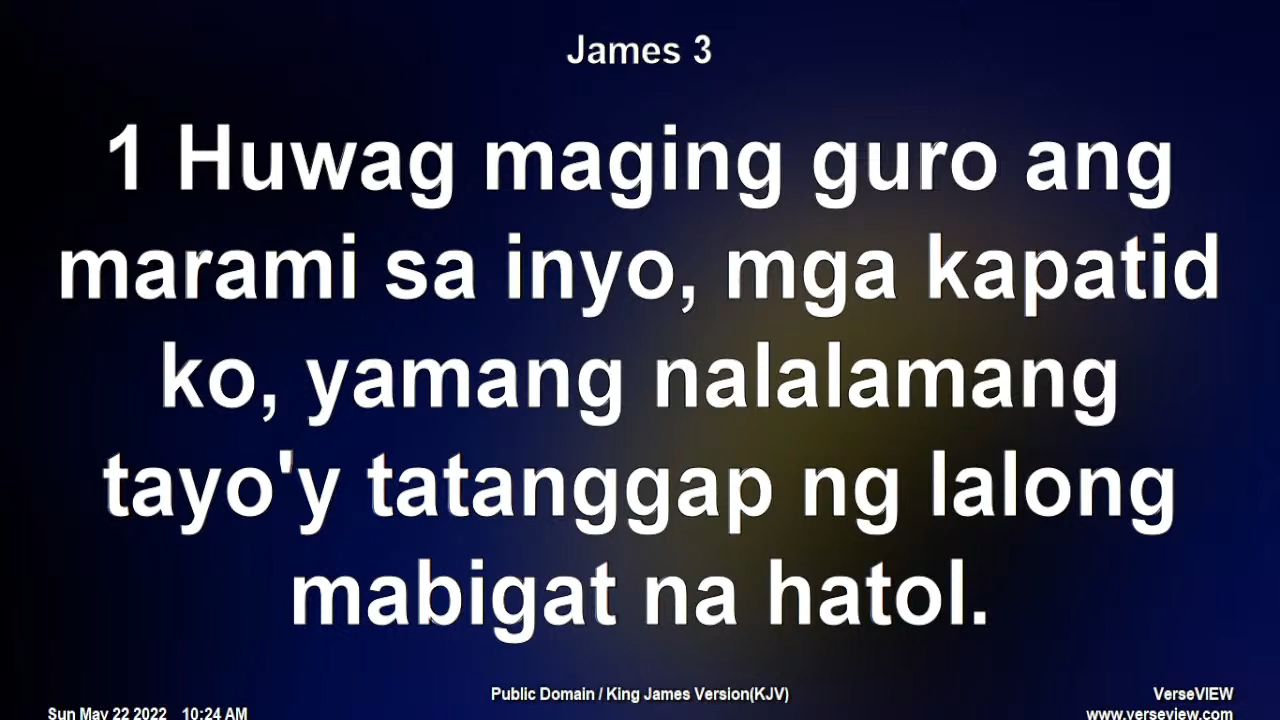 James 3
1 Huwag maging guro ang
marami sa inyo, mga kapatid
ko, yamang nalalamang
tayo'y tatanggap ng lalong
mabigat na hatol.
Public Domain / King James Version(KJV)
VerseVIEW
Sun May 22 2022 10:24 AM
www.verseview.com